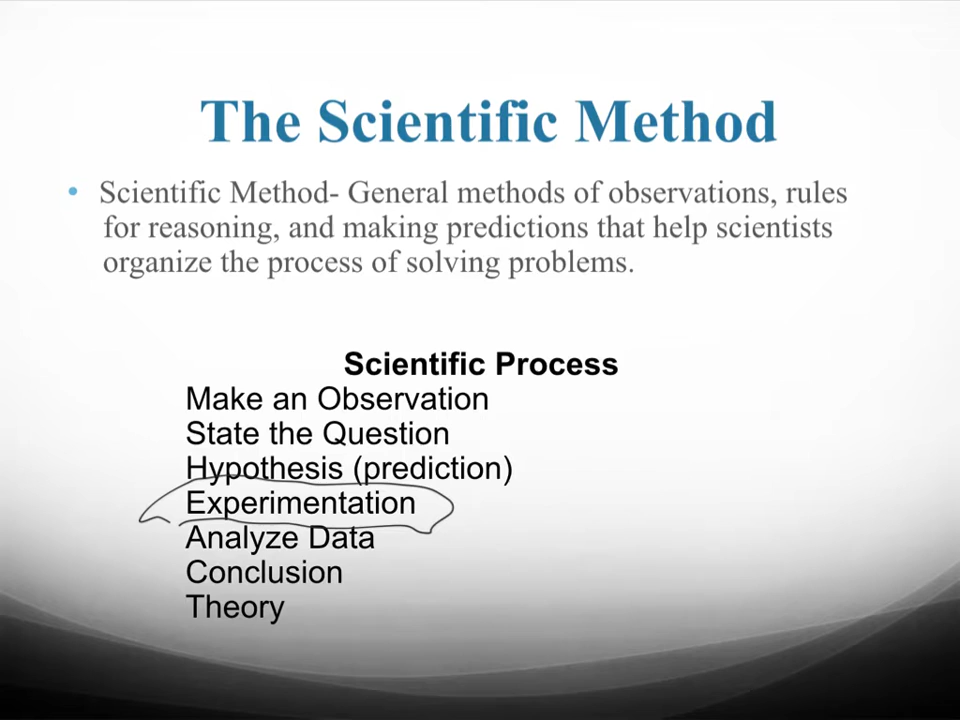 The Scientific Method
• Scientific Method- General methods of observations, rules
for reasoning, and making predictions that help scientists
organize the process of solving problems.
Scientific Process
Make an Observation
State the Question
Hypothesis (prediction)
Experimentation
Analyze Data
Conclusion
Theory